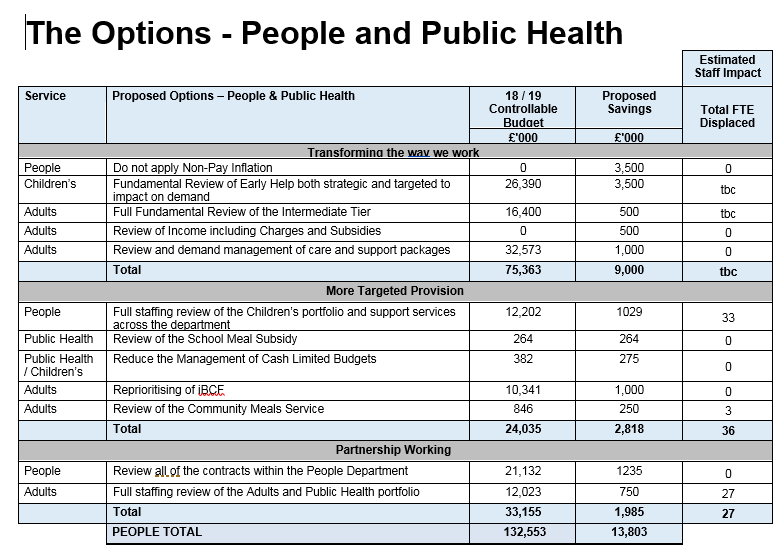 The Options - People and Public Health
Estimated
Staff Impact
Service Proposed Options – People & Public Health 18 / 19 Controllable Budget Proposed Savings Total FTE Displaced
£'000 £'000
Transforming the way we work
People Do not apply Non-Pay Inflation 0 3,500 0
Children's Fundamental Review of Early Help both strategic and targeted to 26,390 3,500 tbc
impact on demand
Adults Full Fundamental Review of the Intermediate Tier 16,400 500 tbc
Adults Review of Income including Charges and Subsidies 0 500 0
Adults Review and demand management of care and support packages 32,573 1,000 0
Total 75,363 9,000 tbc
More Targeted Provision
People Full staffing review of the Children's portfolio and support services 12,202 1029 33
across the department
Public Health Review of the School Meal Subsidy 264 264 0
Public Health Reduce the Management of Cash Limited Budgets 382 275 0
/ Children's
Adults Reprioritising of iBCF 10,341 1,000 0
Adults Review of the Community Meals Service 846 250 3
Total 24,035 2,818 36
Partnership Working
People Review all of the contracts within the People Department 21,132 1235 0
Adults Full staffing review of the Adults and Public Health portfolio 12,023 750 27
Total 33,155 1,985 27
PEOPLE TOTAL 132,553 13,803